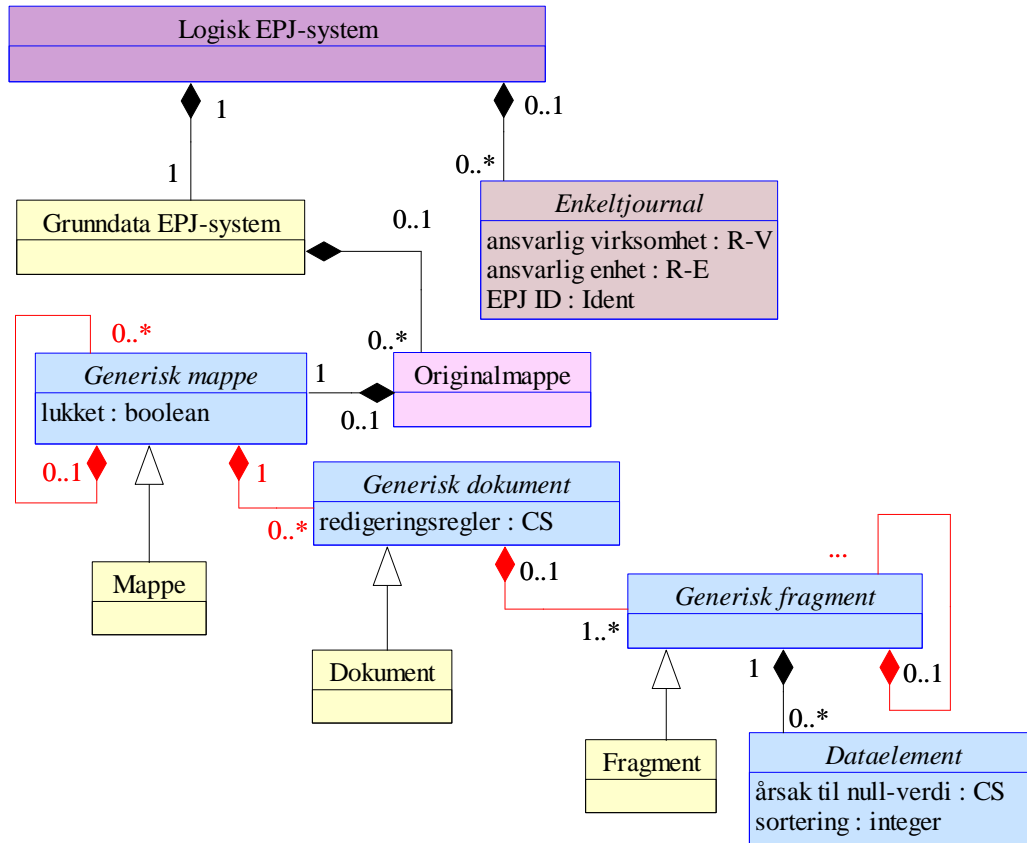 Logisk EPJ-system
1
0..1
1
0..*
Grunndata EPJ-system
0..1
Enkeltjournal
ansvarlig virksomhet : R-V
ansvarlig enhet : R-E
EPJ ID : Ident
0..*
0..*
Generisk mappe
lukket : boolean
1
0..1
Originalmappe
0..1
1
0..*
Generisk dokument
redigeringsregler : CS
Mappe
0..1
1..*
...
Generisk fragment
Dokument
1
0..1
0..*
Fragment
Dataelement
årsak til null-verdi : CS
sortering : integer